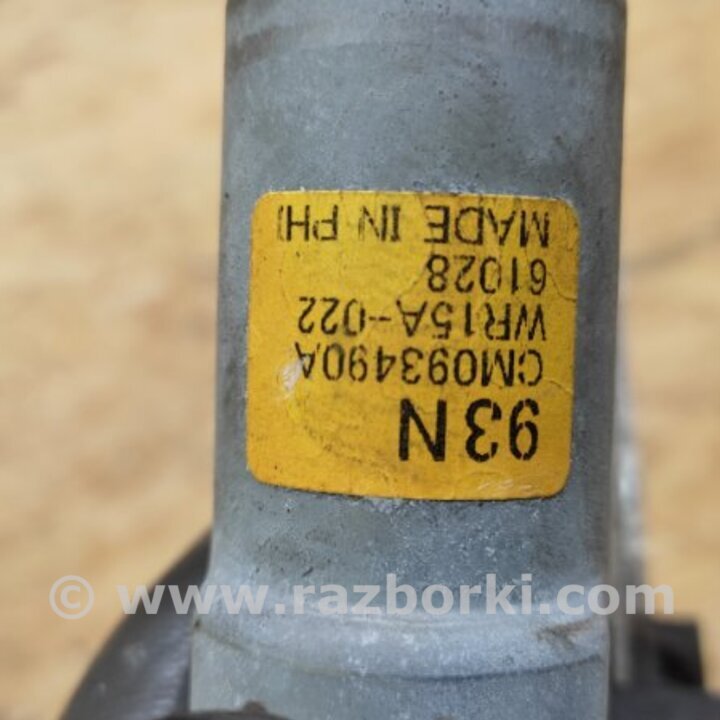 93N
CM093490A
WR15A-022
61028
MADE IN PH)
© www.razborki.com